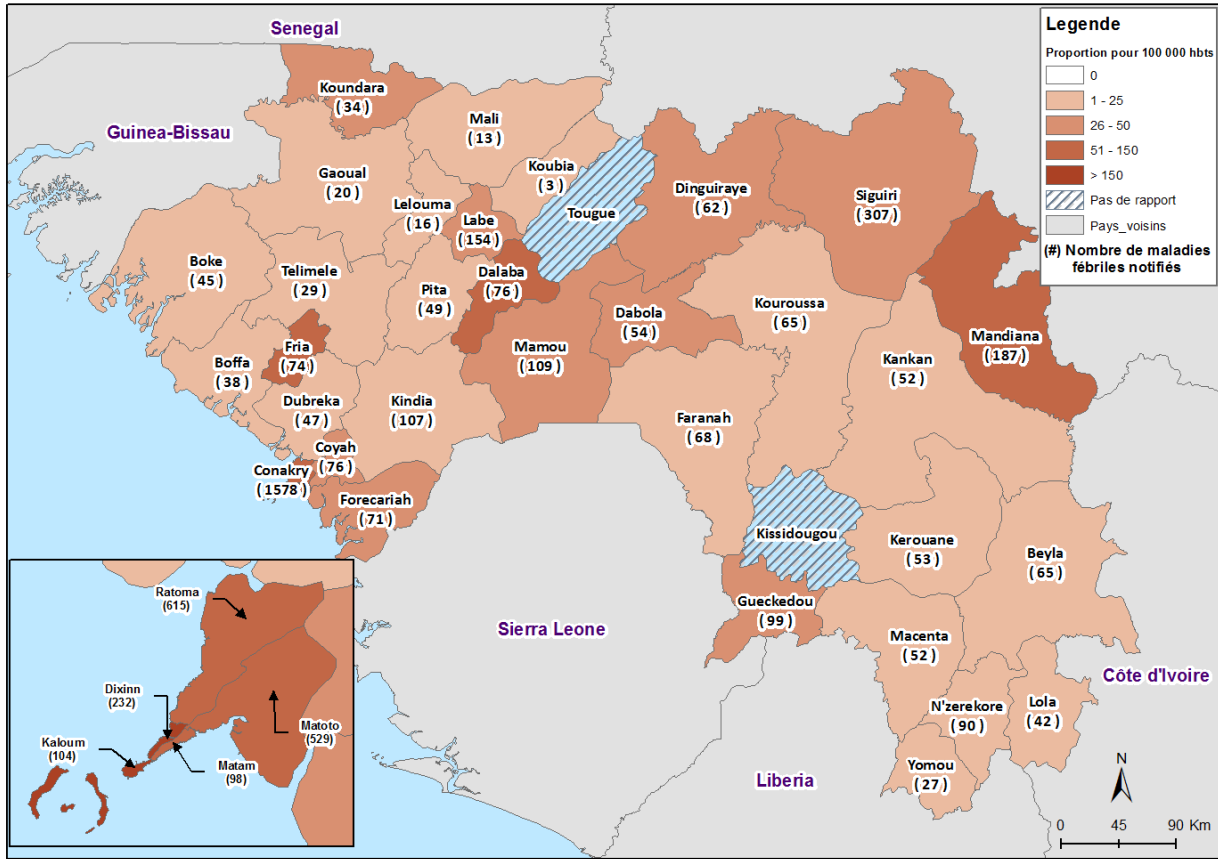 Senegal
Guinea-Bissau
Koundara
(34)
Mali
(13)
Gaoual
(20)
Koubia
(3)
Lelouma
(16)
Labe
(154)
Tougue
Dinguiraye
(62)
Siguiri
(307)
Boke
(45)
Telimele
(29)
Pita
(49)
Dalaba
(76)
Dabola
(54)
Kouroussa
(65)
Mandiana
(187)
Fria
(74)
Boffa
(38)
Mamou
(109)
Kankan
(52)
Dubreka
(47)
Kindia
(107)
Faranah
(68)
Coyah
(76)
Conakry
(1578)
Forecariah
(71)
Kissidougou
Kerouane
(53)
Beyla
(65)
Gueckedou
(99)
Sierra Leone
Macenta
(52)
Côte d'Ivoire
N'zerekore
(90)
Lola
(42)
Yomou
(27)
Liberia
Ratoma
(615)
Dixinn
(232)
Kaloum
(104)
Matam
(98)
Matoto
(529)
Legende
Proportion pour 100 000 hbts
0
1 - 25
26 - 50
51 - 150
> 150
Pas de rapport
Pays_voisins
(#) Nombre de maladies
fébriles notifiés
N
0 45 90 Km